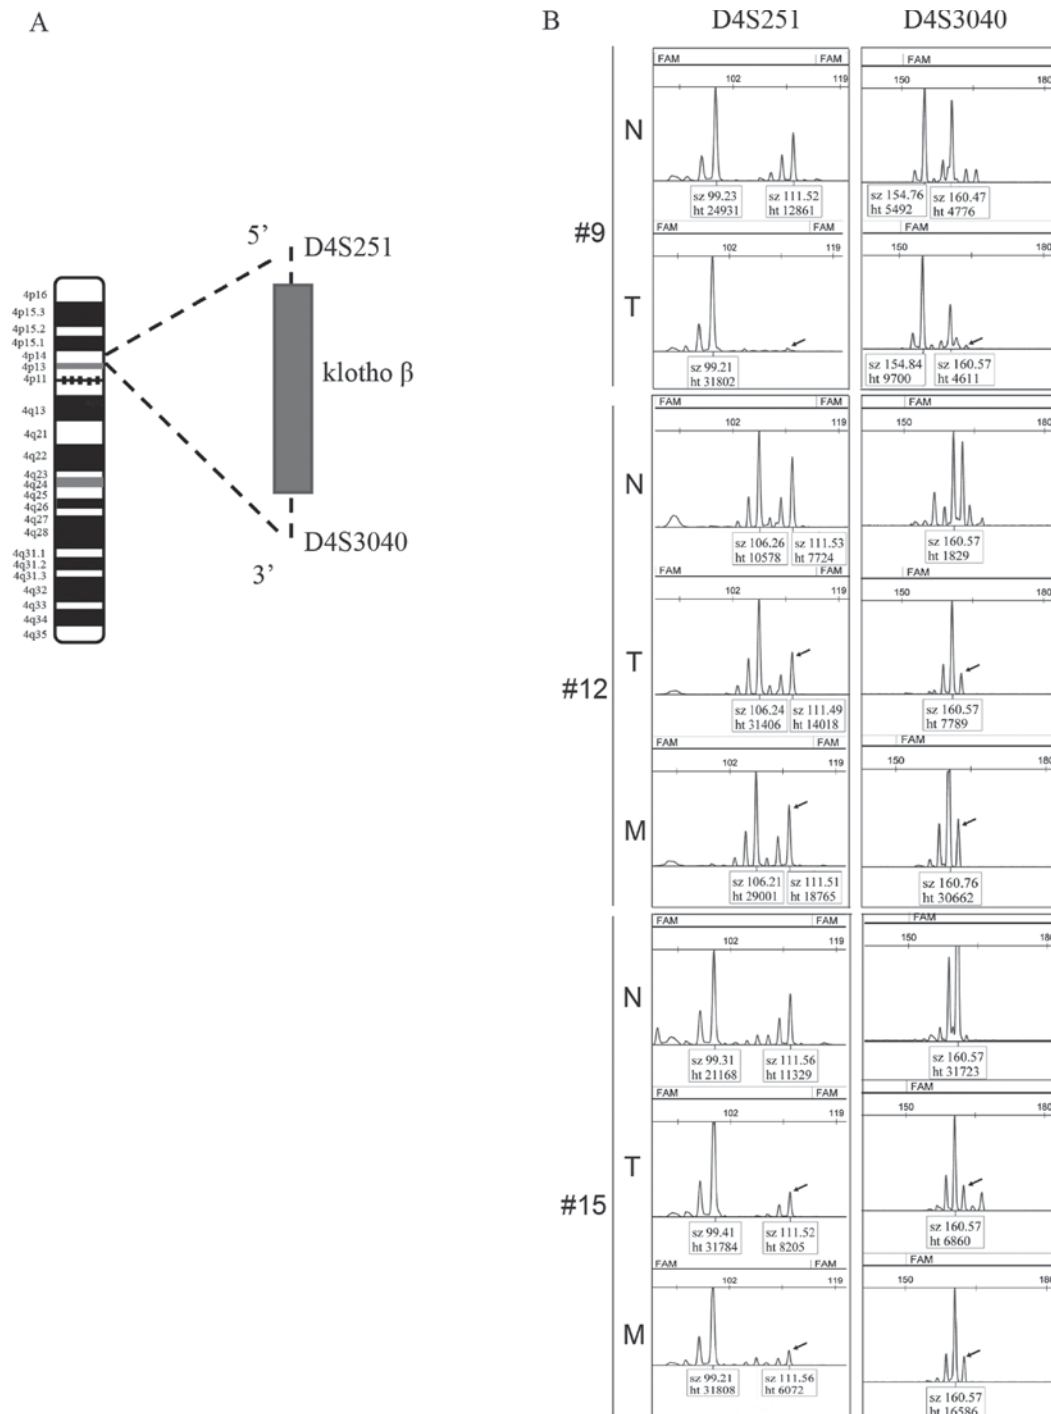 A
5’
D4S251
klotho β
D4S3040
3’
4p16
4p15.3
4p15.2
4p15.1
4p14
4p13
4p11
4q13
4q21
4q22
4q23
4q24
4q25
4q26
4q27
4q28
4q31.1
4q31.2
4q31.3
4q32
4q33
4q34
4q35
B
D4S251 D4S3040
#9
N
FAM FAM
102 119
sz 99.23 sz 111.52
ht 24931 ht 12861
FAM
150 180
sz 154.76 sz 160.47
ht 5492 ht 4776
T
FAM FAM
102 119
sz 99.21
ht 31802
FAM
150 180
sz 154.84 sz 160.57
ht 9700 ht 4611
#12
N
FAM FAM
102 119
sz 106.26 sz 111.53
ht 10578 ht 7724
FAM
150 180
sz 160.57
ht 1829
T
FAM FAM
102 119
sz 106.24 sz 111.49
ht 31406 ht 14018
FAM
150 180
sz 160.57
ht 7789
M
FAM FAM
102 119
sz 106.21 sz 111.51
ht 29001 ht 18765
FAM
150 180
sz 160.76
ht 30662
#15
N
FAM FAM
102 119
sz 99.31 sz 111.56
ht 21168 ht 11329
FAM
150 180
sz 160.57
ht 31723
T
FAM FAM
102 119
sz 99.41 sz 111.52
ht 31784 ht 8205
FAM
150 180
sz 160.57
ht 6860
M
FAM FAM
102 119
sz 99.21 sz 111.56
ht 31808 ht 6072
FAM
150 180
sz 160.57
ht 16586